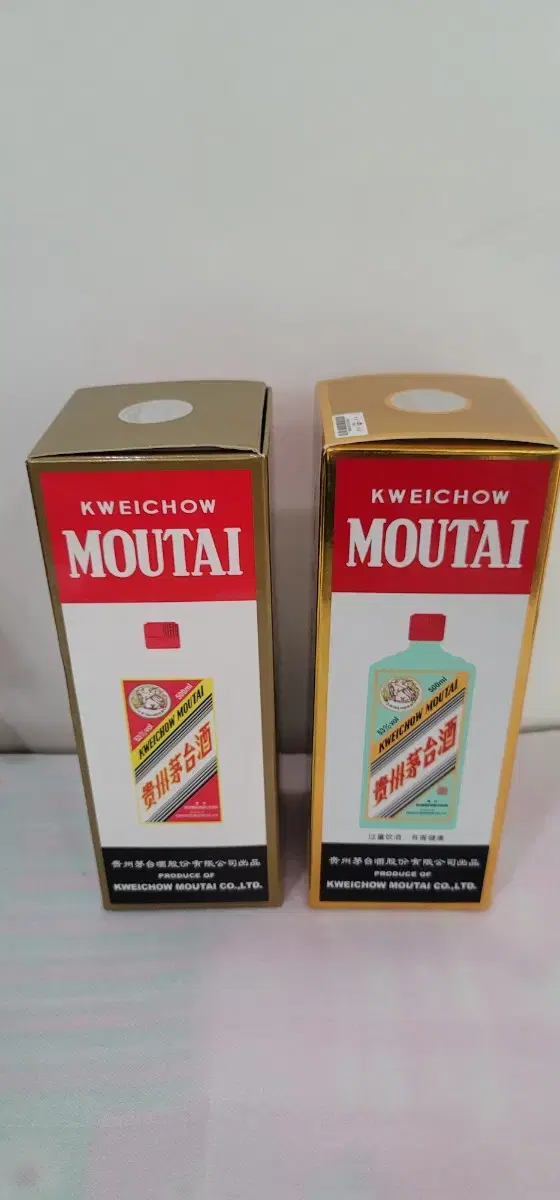 KWEICHOW
MOUTAI
500ml
53%vol
KWEICHOW MOUTAI
贵州茅台酒
贵州茅台酒股份有限公司出品
PRODUCE OF
KWEICHOW MOUTAI CO.,LTD.
KWEICHOW
MOUTAI
500ml
53%vol
KWEICHOW MOUTAI
贵州茅台酒
过量饮酒 有害健康
贵州茅台酒股份有限公司出品
PRODUCE OF
KWEICHOW MOUTAI CO.,LTD.